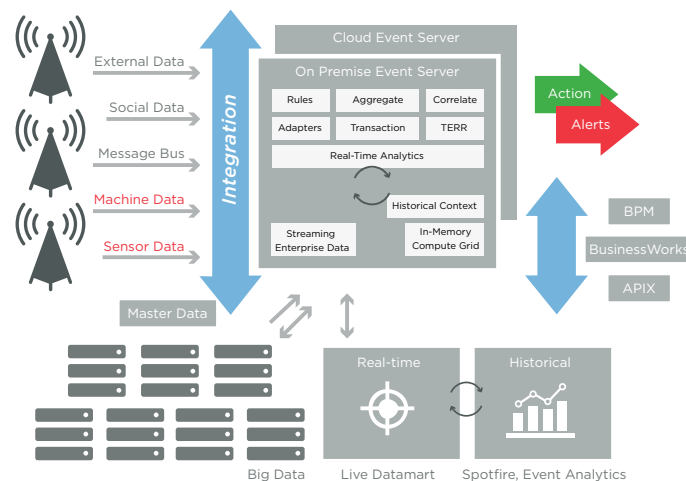 Cloud Event Server
On Premise Event Server
External Data
Social Data
Message Bus
Machine Data
Sensor Data
Integration
Rules
Aggregate
Correlate
Adapters
Transaction
TERR
Real-Time Analytics
Historical Context
Streaming
Enterprise Data
In-Memory
Compute Grid
Action
Alerts
BPM
BusinessWorks
APIX
Master Data
Real-time
Historical
Big Data
Live Datamart
Spotfire, Event Analytics